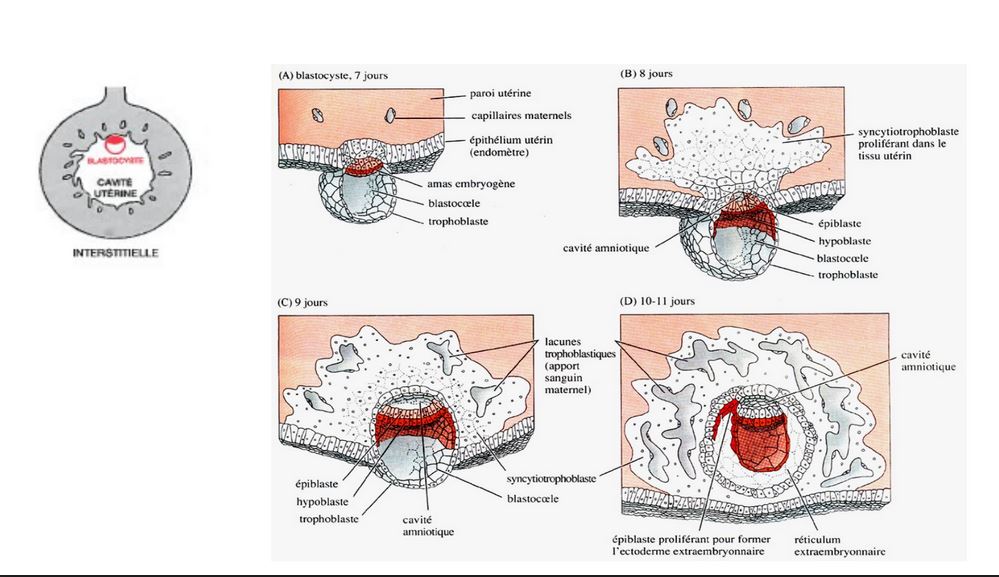 BLASTOCYSTE
CAVITÉ
UTÉRINE
INTERSTITIELLE
(A) blastocyste, 7 jours
paroi utérine
capillaires maternels
épithélium utérin
(endomètre)
amas embryogène
blastocœle
trophoblaste
(B) 8 jours
syncytiotrophoblaste
proliférant dans le
tissu utérin
cavité amniotique
épiblaste
hypoblaste
blastocœle
trophoblaste
(C) 9 jours
lacunes
trophoblastiques
(apport
sanguin
maternel)
syncytiotrophoblaste
blastocœle
épiblaste
hypoblaste
trophoblaste
cavité
amniotique
(D) 10-11 jours
cavité
amniotique
épiblaste proliférant pour former
l'ectoderme extraembryonnaire
réticulum
extraembryonnaire